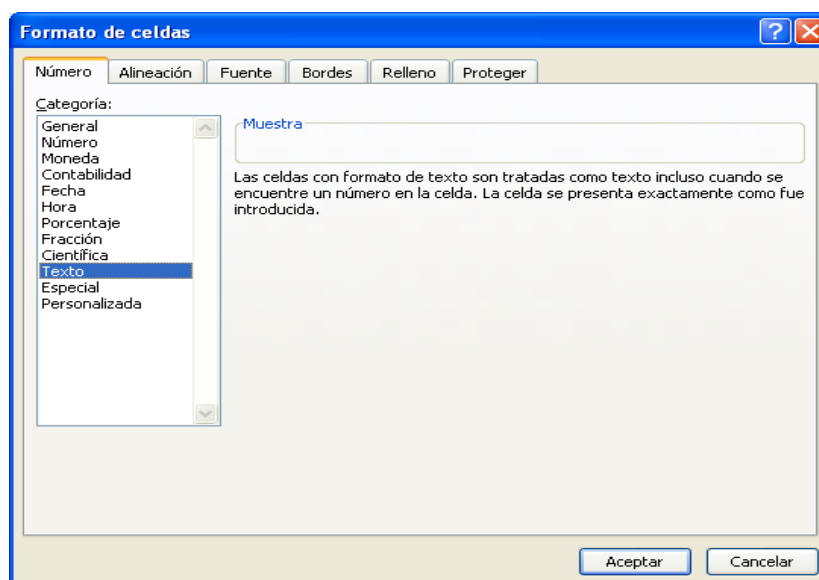 Formato de celdas
Número Alineación Fuente Bordes Relleno Proteger
Categoría:
General
Número
Moneda
Contabilidad
Fecha
Hora
Porcentaje
Fracción
Científica
Texto
Especial
Personalizada
Muestra
Las celdas con formato de texto son tratadas como texto incluso cuando se
encuentre un número en la celda. La celda se presenta exactamente como fue
introducida.
Aceptar Cancelar